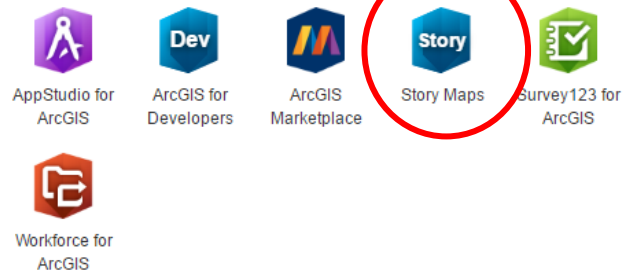 Dev
Story
AppStudio for
ArcGIS
ArcGIS for
Developers
ArcGIS
Marketplace
Story Maps
Survey123 for
ArcGIS
Workforce for
ArcGIS